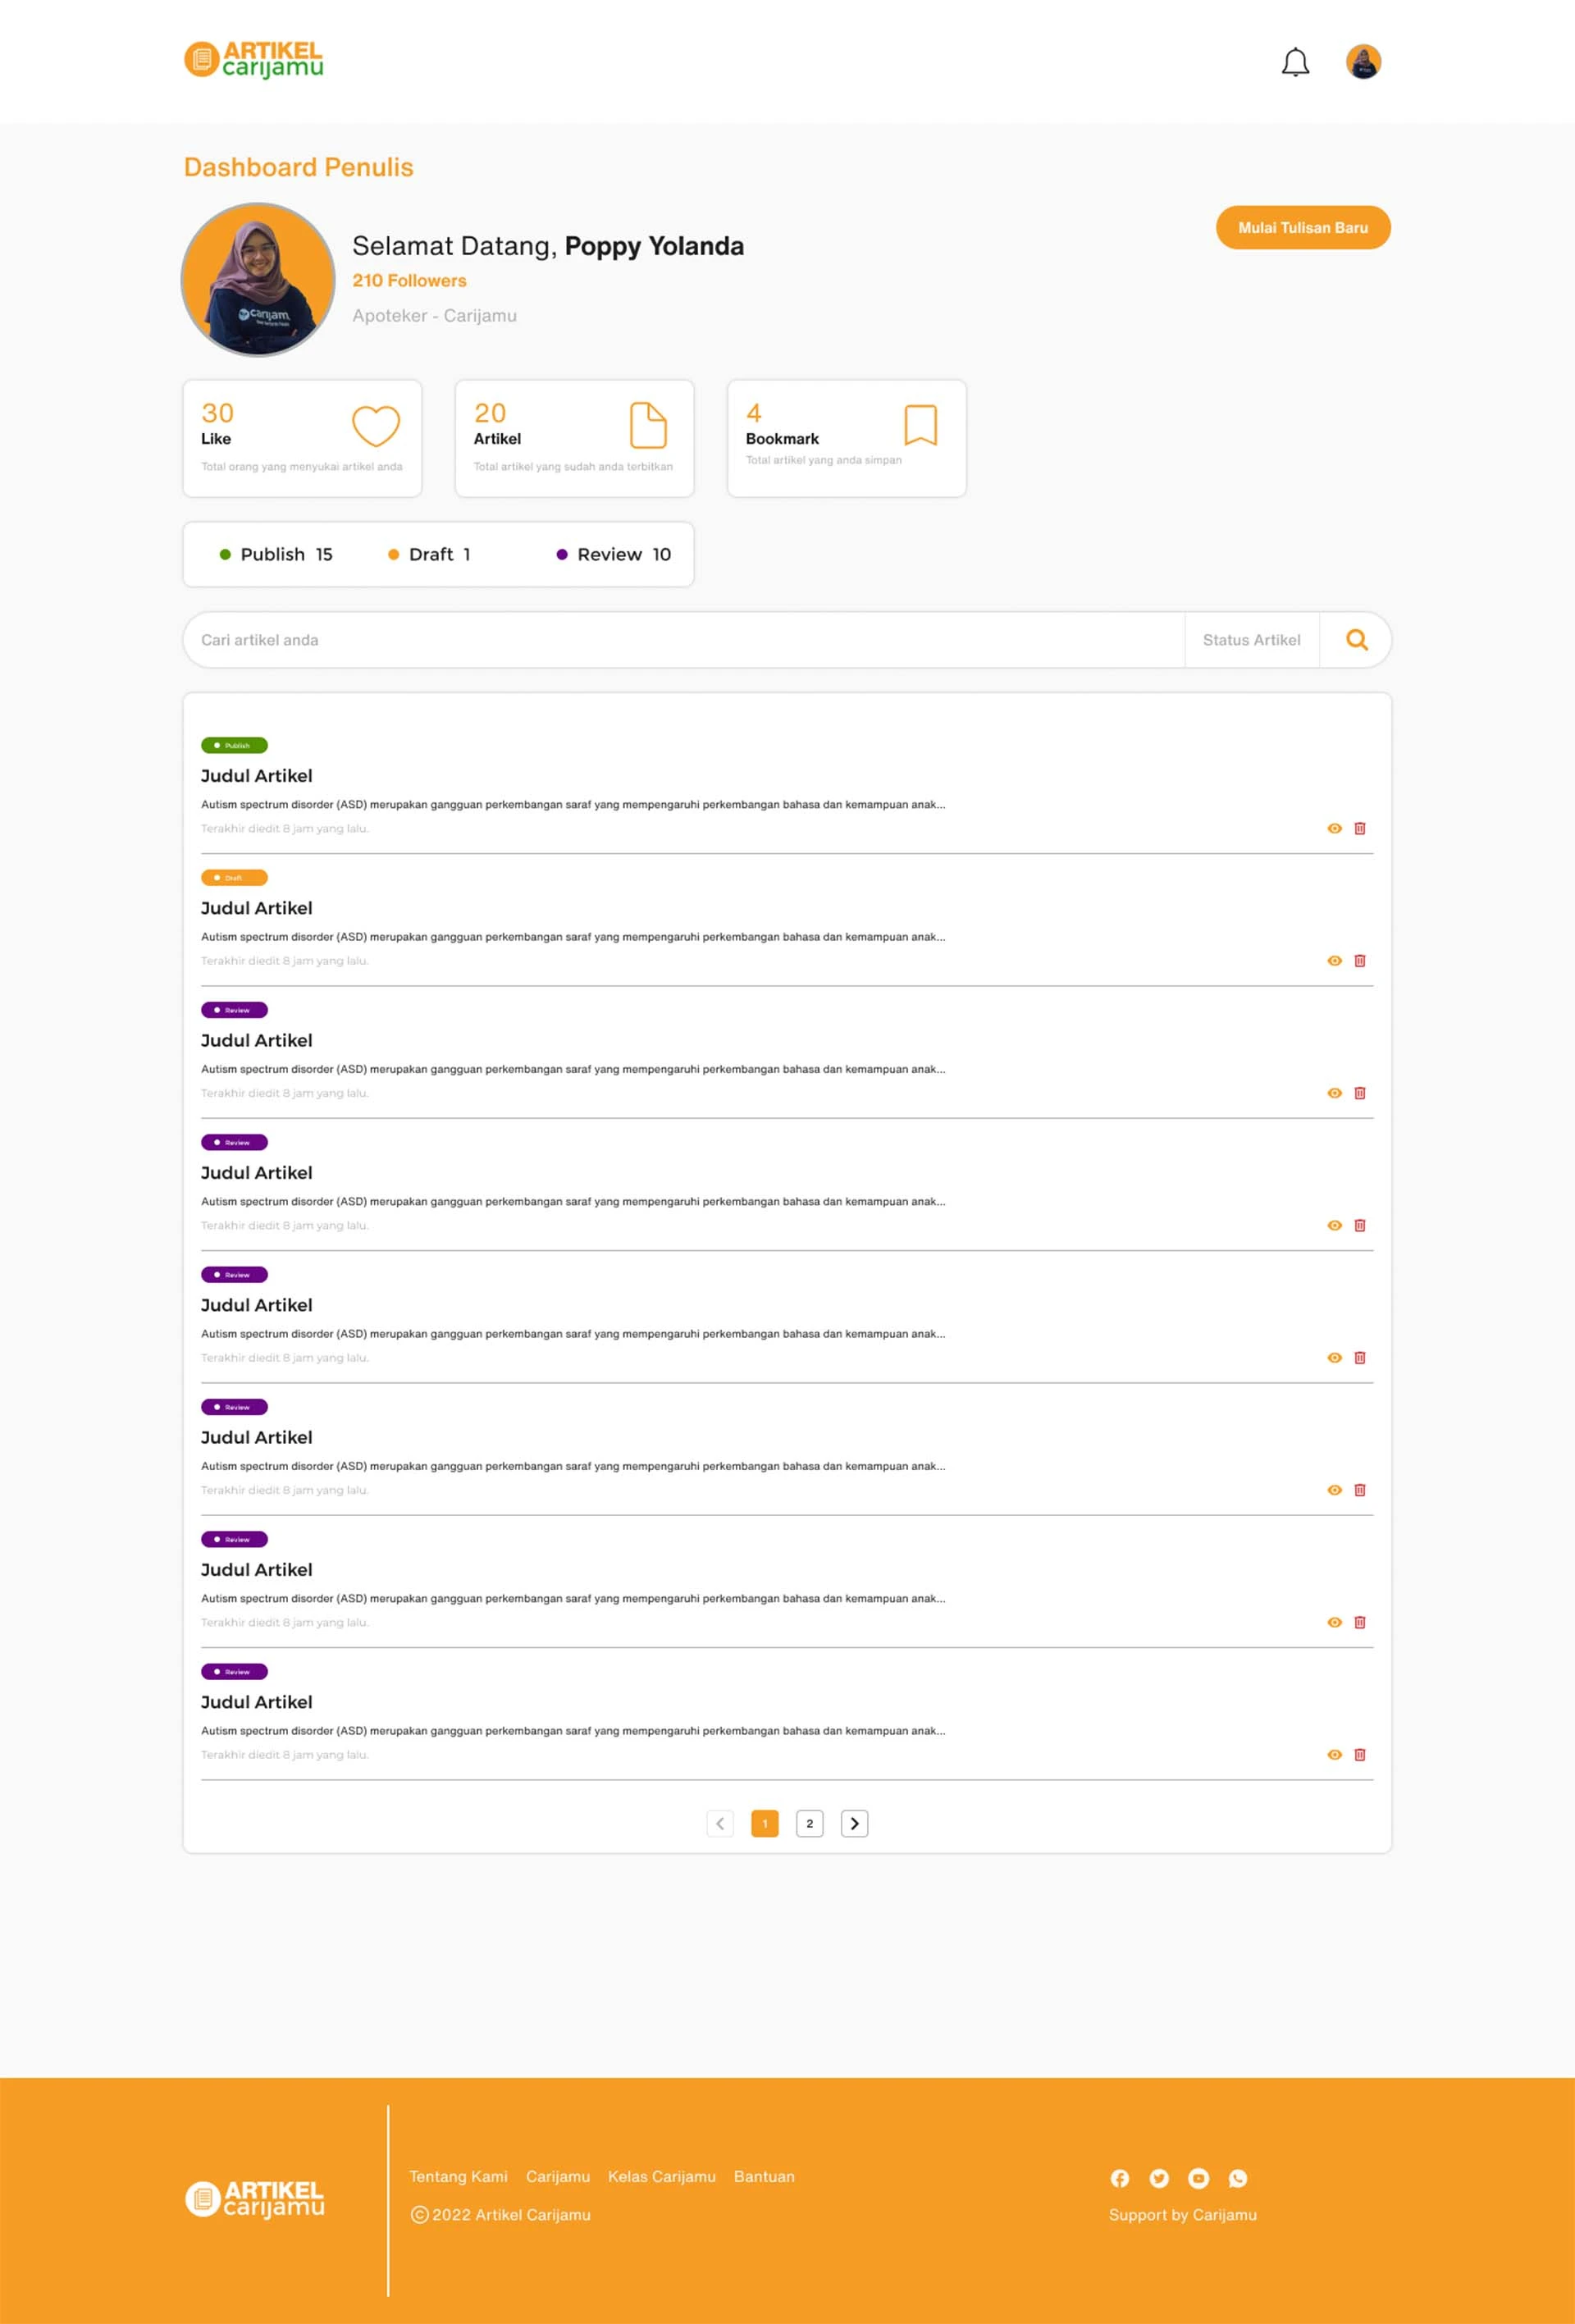 ARTIKEL
carijamu
Dashboard Penulis
Mulai Tulisan Baru
Selamat Datang, Poppy Yolanda
210 Followers
Apoteker - Carijamu
carijam
30
Like
Total orang yang menyukai artikel anda
20
Artikel
Total artikel yang sudah anda terbitkan
4
Bookmark
Total artikel yang anda simpan
Publish 15
Draft 1
Review 10
Cari artikel anda
Status Artikel
Publish
Judul Artikel
Autism spectrum disorder (ASD) merupakan gangguan perkembangan saraf yang mempengaruhi perkembangan bahasa dan kemampuan anak...
Terakhir diedit 8 jam yang lalu.
Draft
Judul Artikel
Autism spectrum disorder (ASD) merupakan gangguan perkembangan saraf yang mempengaruhi perkembangan bahasa dan kemampuan anak...
Terakhir diedit 8 jam yang lalu.
Review
Judul Artikel
Autism spectrum disorder (ASD) merupakan gangguan perkembangan saraf yang mempengaruhi perkembangan bahasa dan kemampuan anak...
Terakhir diedit 8 jam yang lalu.
Review
Judul Artikel
Autism spectrum disorder (ASD) merupakan gangguan perkembangan saraf yang mempengaruhi perkembangan bahasa dan kemampuan anak...
Terakhir diedit 8 jam yang lalu.
Review
Judul Artikel
Autism spectrum disorder (ASD) merupakan gangguan perkembangan saraf yang mempengaruhi perkembangan bahasa dan kemampuan anak...
Terakhir diedit 8 jam yang lalu.
Review
Judul Artikel
Autism spectrum disorder (ASD) merupakan gangguan perkembangan saraf yang mempengaruhi perkembangan bahasa dan kemampuan anak...
Terakhir diedit 8 jam yang lalu.
Review
Judul Artikel
Autism spectrum disorder (ASD) merupakan gangguan perkembangan saraf yang mempengaruhi perkembangan bahasa dan kemampuan anak...
Terakhir diedit 8 jam yang lalu.
Review
Judul Artikel
Autism spectrum disorder (ASD) merupakan gangguan perkembangan saraf yang mempengaruhi perkembangan bahasa dan kemampuan anak...
Terakhir diedit 8 jam yang lalu.
1 2
ARTIKEL
carijamu
Tentang Kami Carijamu Kelas Carijamu Bantuan
© 2022 Artikel Carijamu
Support by Carijamu